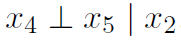 x₄ ⊥ x₅ | x₂